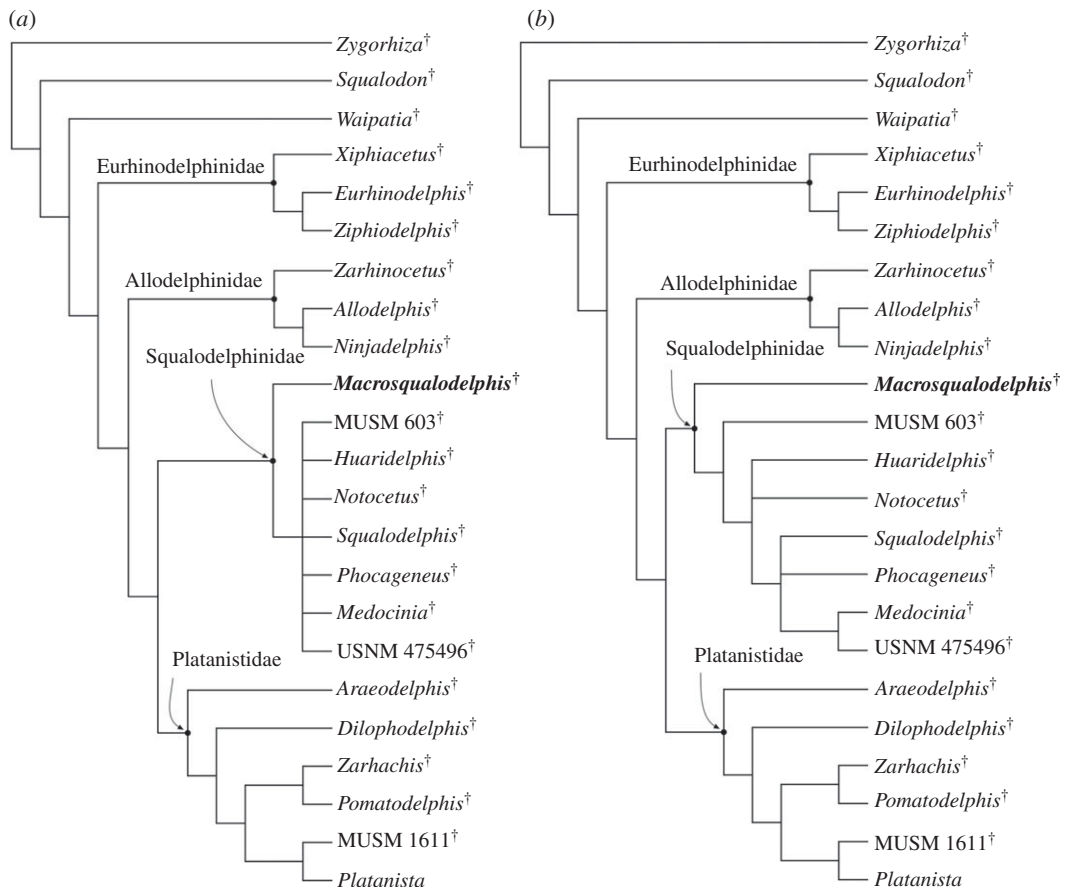 (a)
Zygorhiza†
Squalodon†
Waipatia†
Xiphiacetus†
Eurhinodelphinidae
Eurhinodelphis†
Ziphiodelphis†
Zarhinocetus†
Allodelphinidae
Allodelphis†
Ninjadelphis†
Squalodelphinidae
Macrosqualodelphis†
MUSM 603†
Huaridelphis†
Notocetus†
Squalodelphis†
Phocageneus†
Medocinia†
USNM 475496†
Platanistidae
Araeodelphis†
Dilophodelphis†
Zarhachis†
Pomatodelphis†
MUSM 1611†
Platanista
(b)
Zygorhiza†
Squalodon†
Waipatia†
Xiphiacetus†
Eurhinodelphinidae
Eurhinodelphis†
Ziphiodelphis†
Zarhinocetus†
Allodelphinidae
Allodelphis†
Ninjadelphis†
Squalodelphinidae
Macrosqualodelphis†
MUSM 603†
Huaridelphis†
Notocetus†
Squalodelphis†
Phocageneus†
Medocinia†
USNM 475496†
Platanistidae
Araeodelphis†
Dilophodelphis†
Zarhachis†
Pomatodelphis†
MUSM 1611†
Platanista